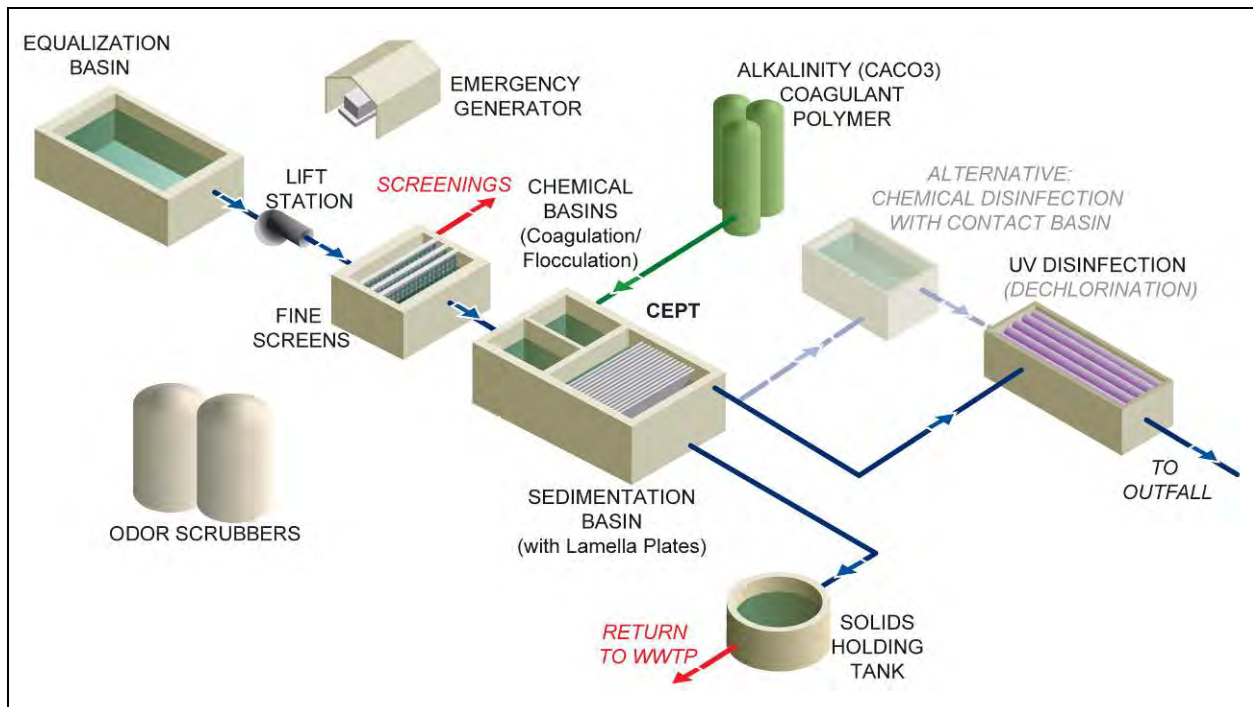 EQUALIZATION
BASIN
EMERGENCY
GENERATOR
ALKALINITY (CACO3)
COAGULANT
POLYMER
LIFT
STATION
SCREENINGS
CHEMICAL
BASINS
(Coagulation/
Flocculation)
ALTERNATIVE:
CHEMICAL DISINFECTION
WITH CONTACT BASIN
UV DISINFECTION
(DECHLORINATION)
FINE
SCREENS
CEPT
TO
OUTFALL
SEDIMENTATION
BASIN
(with Lamella Plates)
ODOR SCRUBBERS
RETURN
TO WWTP
SOLIDS
HOLDING
TANK